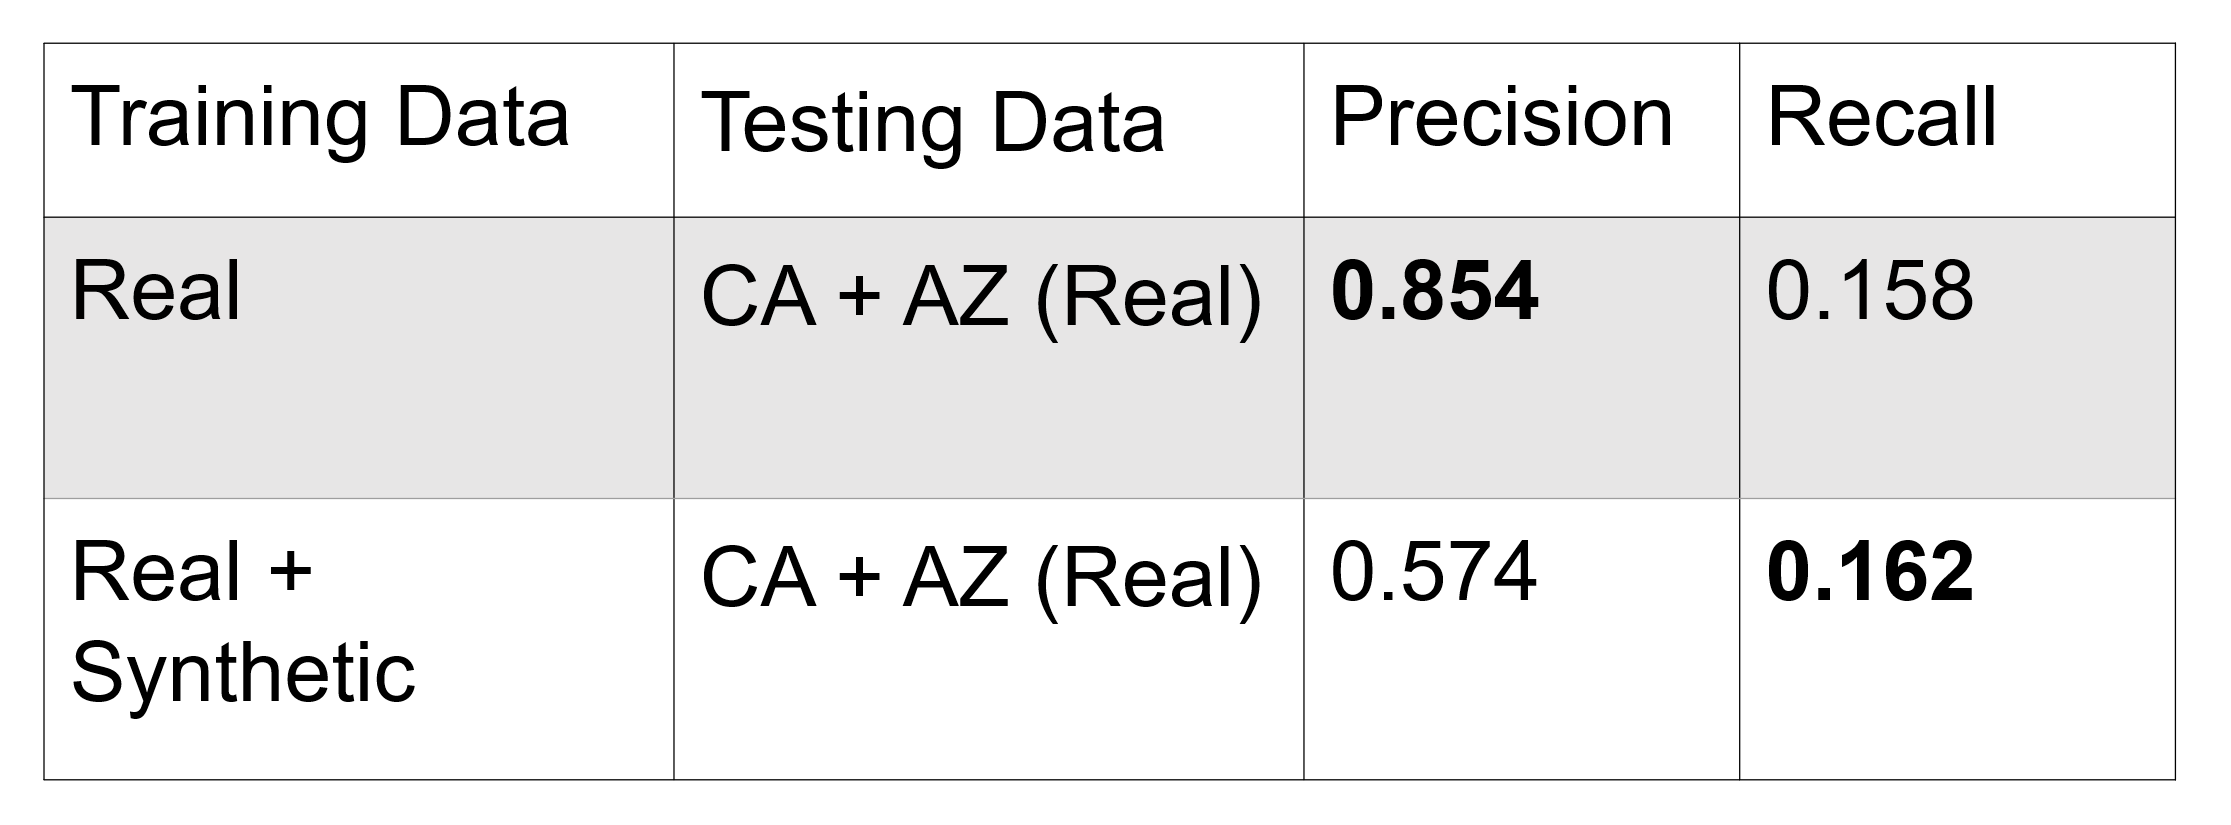 Training Data Testing Data Precision Recall
Real CA + AZ (Real) 0.854 0.158
Real + CA + AZ (Real) 0.574 0.162
Synthetic